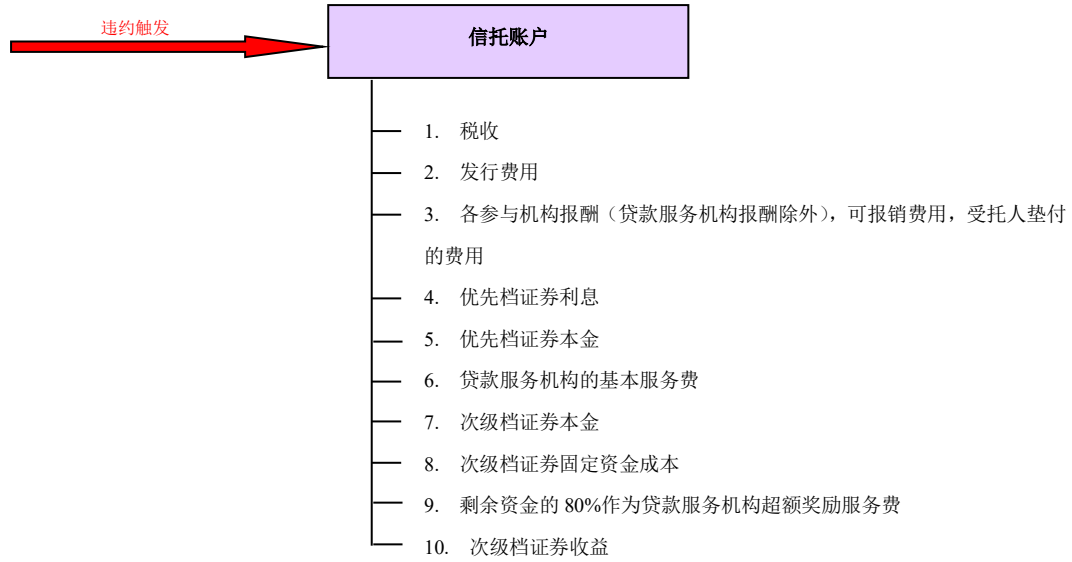 违约触发
信托账户
1. 税收
2. 发行费用
3. 各参与机构报酬（贷款服务机构报酬除外），可报销费用，受托人垫付
的费用
4. 优先档证券利息
5. 优先档证券本金
6. 贷款服务机构的基本服务费
7. 次级档证券本金
8. 次级档证券固定资金成本
9. 剩余资金的 80%作为贷款服务机构超额奖励服务费
10. 次级档证券收益